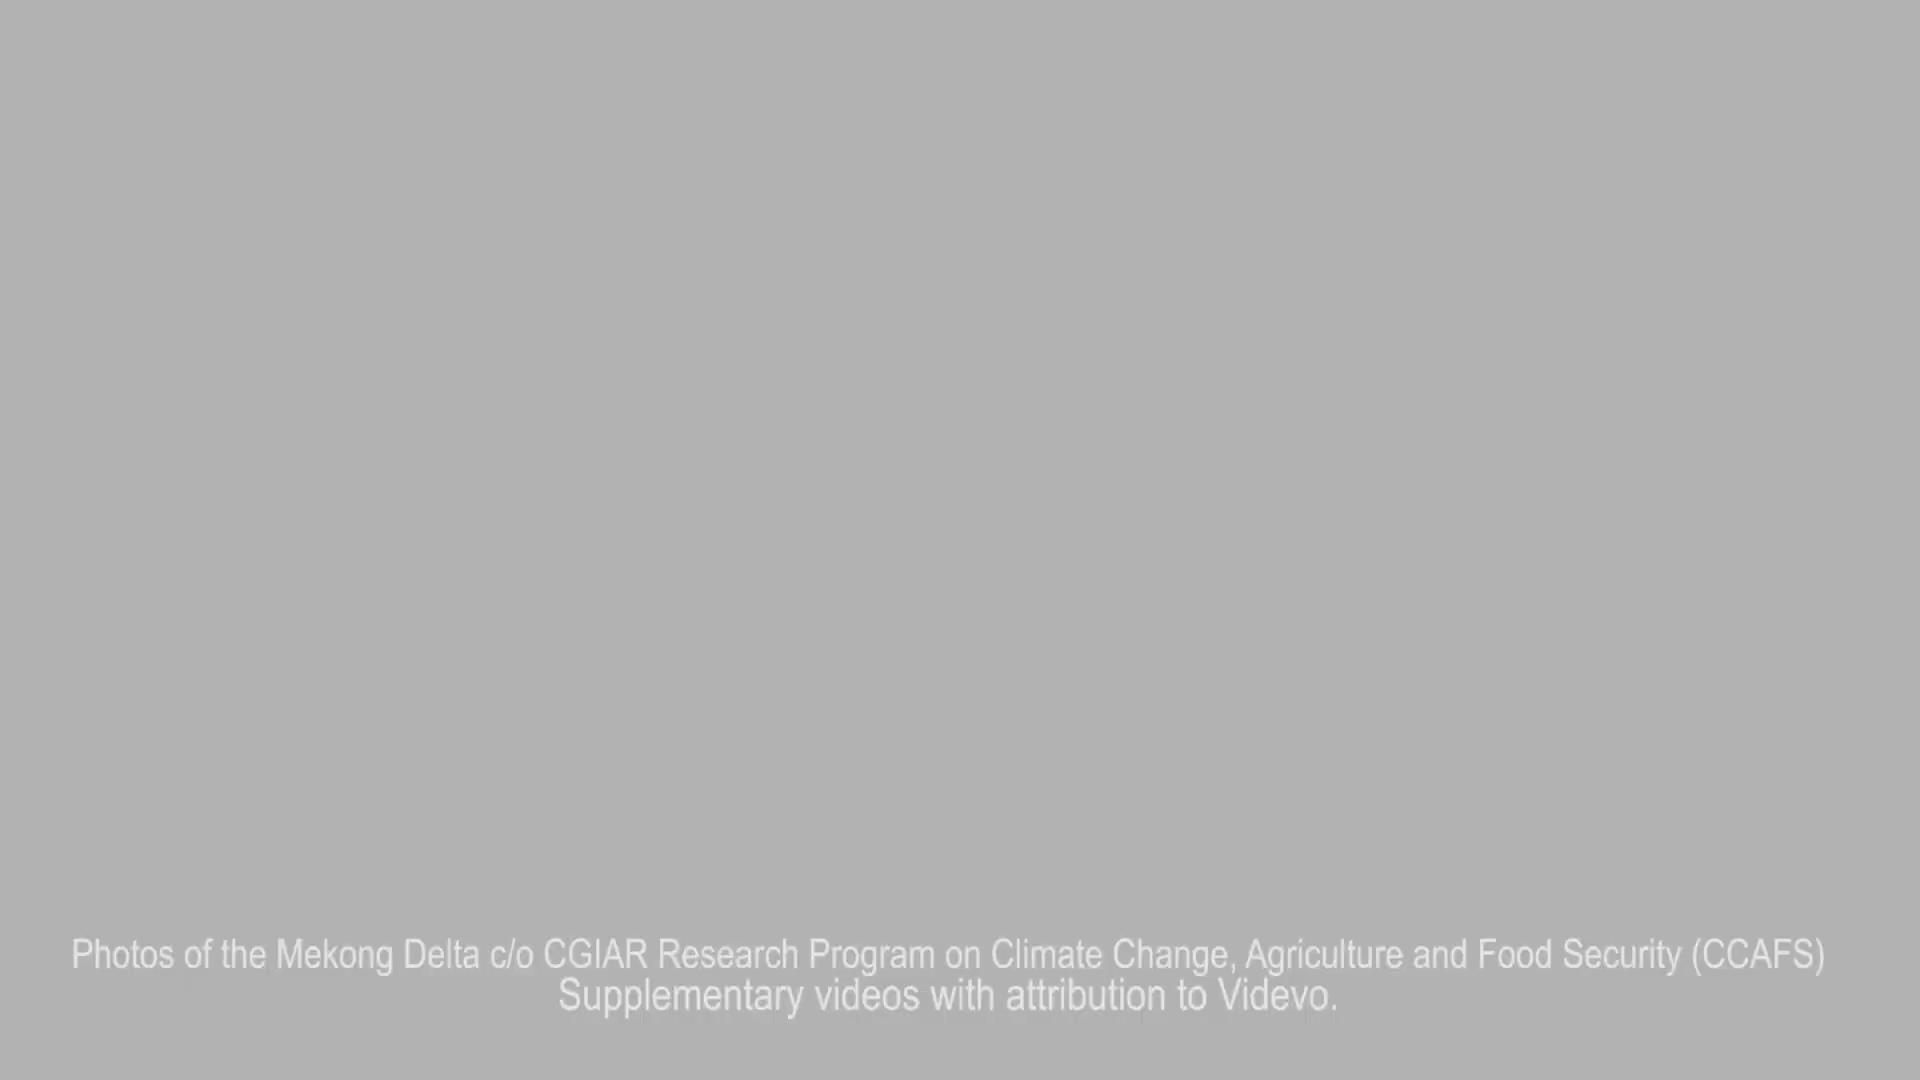 Photos of the Mekong Delta c/o CGIAR Research Program on Climate Change, Agriculture and Food Security (CCAFS)
Supplementary videos with attribution to Videvo.